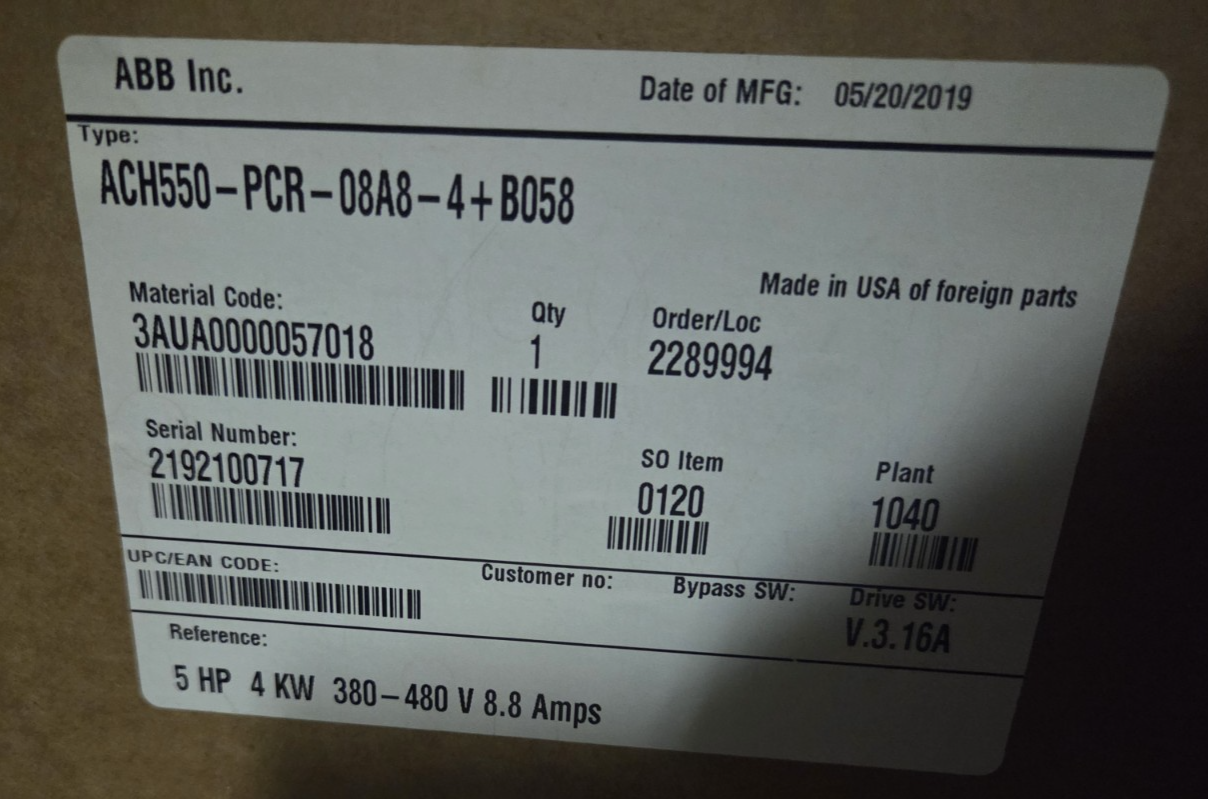 ABB Inc.
Date of MFG: 05/20/2019
Type:
ACH550-PCR-08A8-4+B058
Made in USA of foreign parts
Material Code:
3AUA0000057018
Qty
1
Order/Loc
2289994
Serial Number:
2192100717
SO Item
0120
Plant
1040
UPC/EAN CODE:
Customer no:
Bypass SW:
Drive SW:
V.3.16A
Reference:
5 HP 4 KW 380-480 V 8.8 Amps